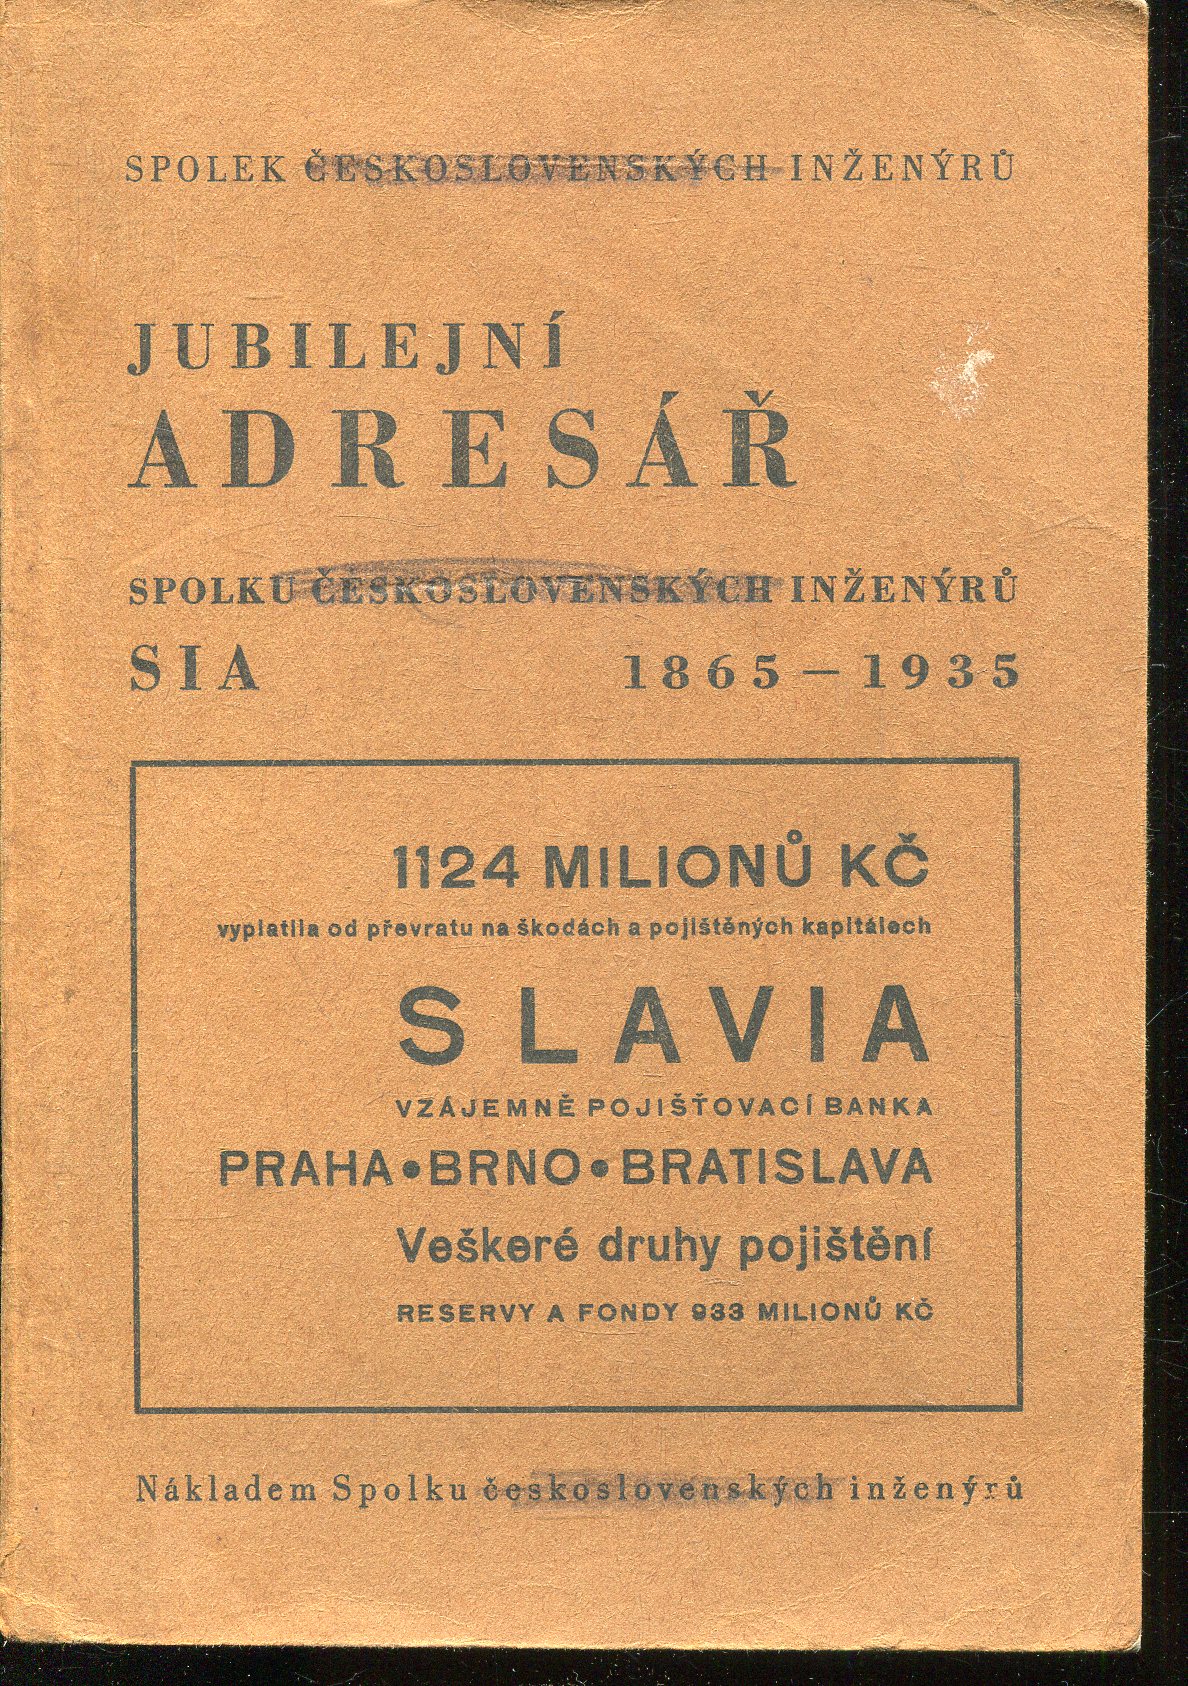 SPOLEK ČESKOSLOVENSKÝCH INŽENÝRŮ
JUBILEJNÍ
ADRESÁŘ
SPOLKU ČESKOSLOVENSKÝCH INŽENÝRŮ
SIA 1865 — 1935
1124 MILIONŮ KČ
vyplatila od převratu na škodách a pojištěných kapitálech
SLAVIA
VZÁJEMNĚ POJIŠŤOVACÍ BANKA
PRAHA • BRNO • BRATISLAVA
Veškeré druhy pojištění
RESERVY A FONDY 933 MILIONŮ KČ
Nákladem Spolku československých inženýrů